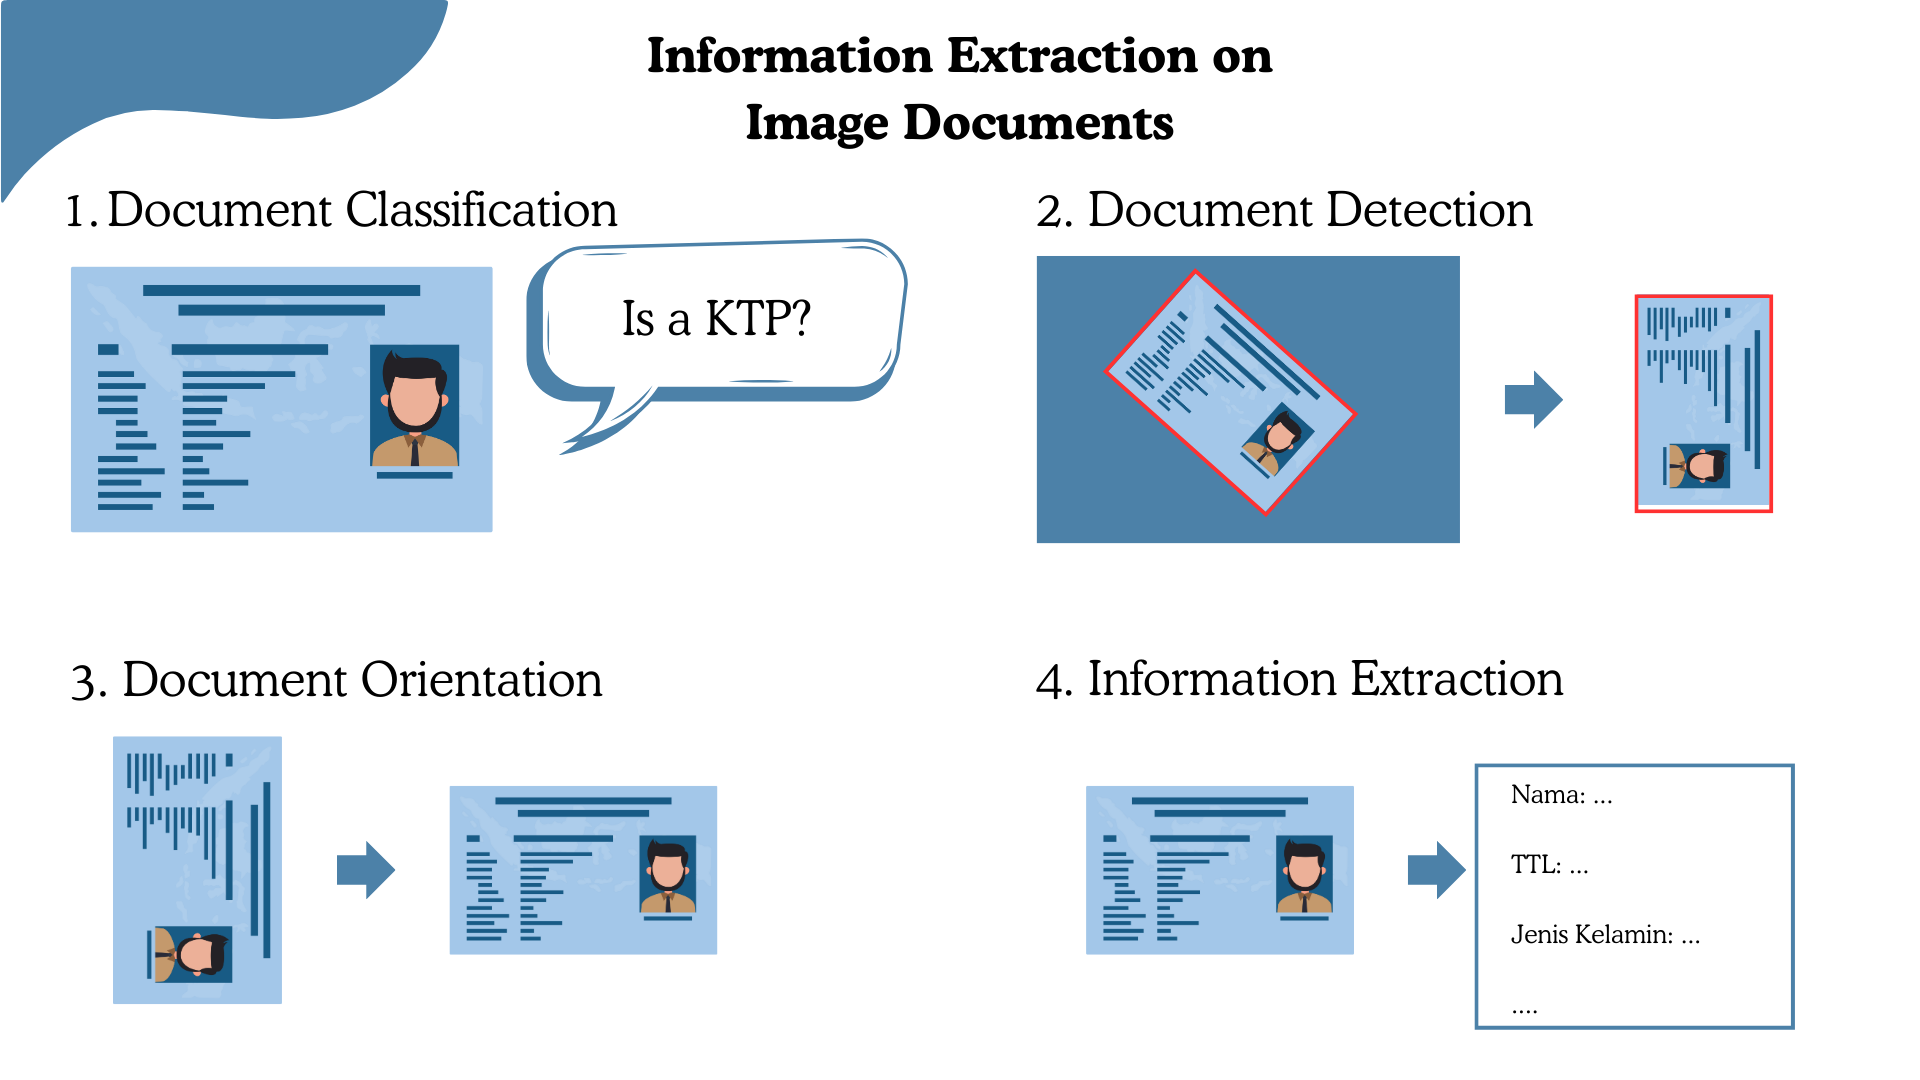 Information Extraction on
Image Documents
1. Document Classification
Is a KTP?
2. Document Detection
3. Document Orientation
4. Information Extraction
Nama: ...
TTL: ...
Jenis Kelamin: ...
....